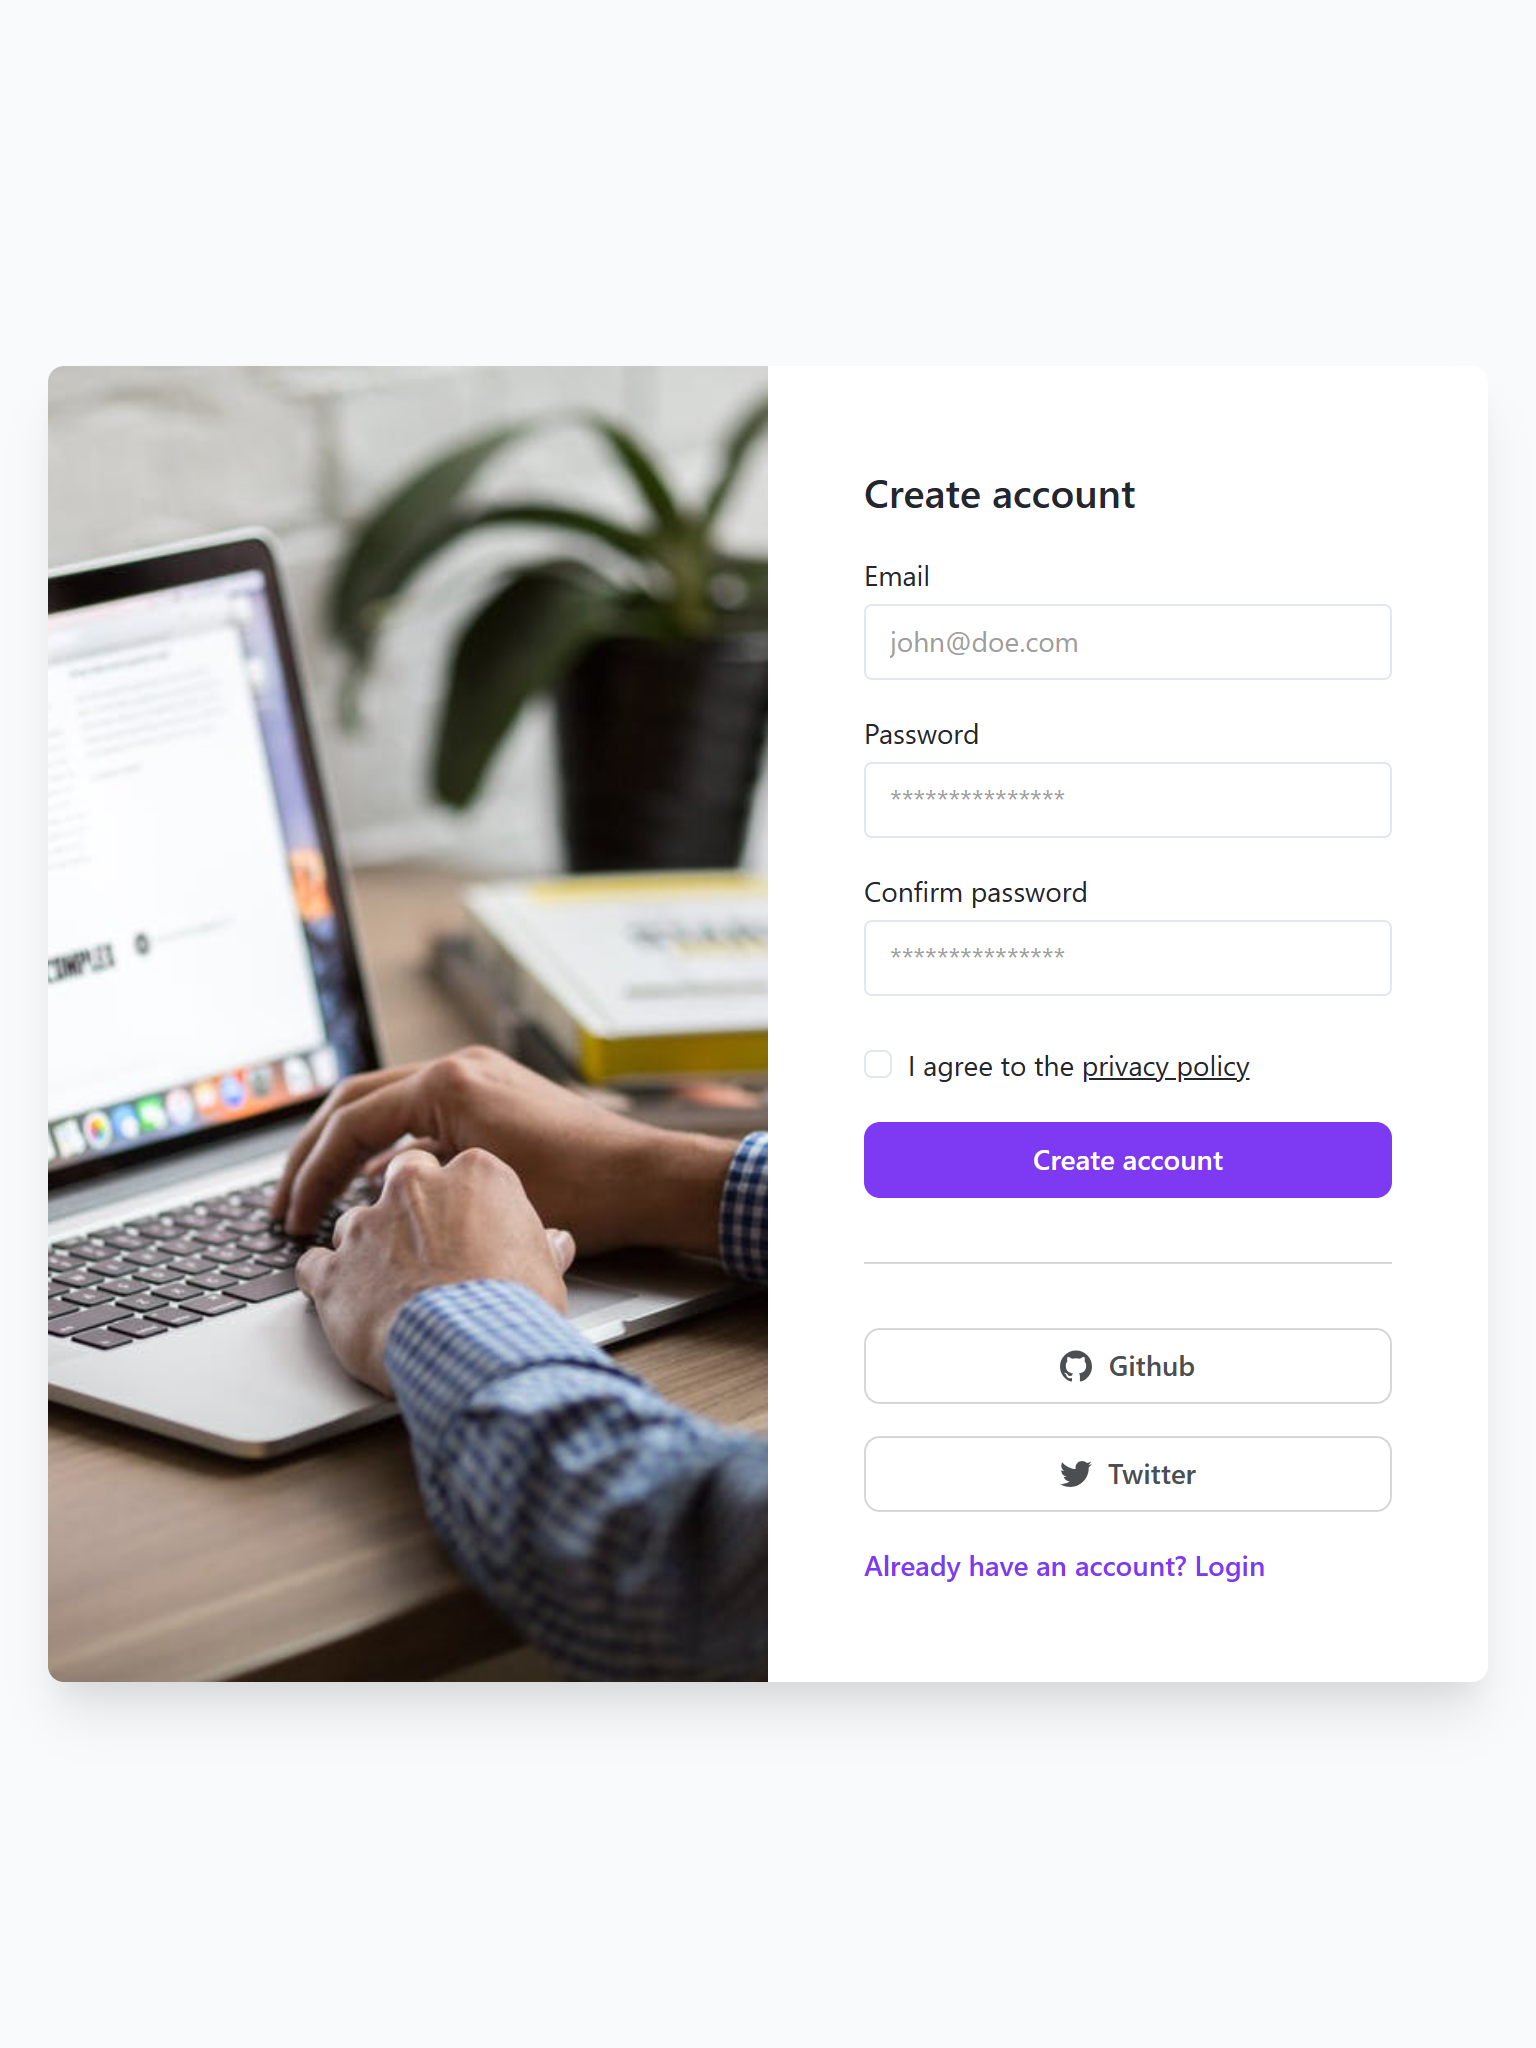 Create account
Email
john@doe.com
Password
***************
Confirm password
***************
I agree to the privacy policy
Create account
Github
Twitter
Already have an account? Login